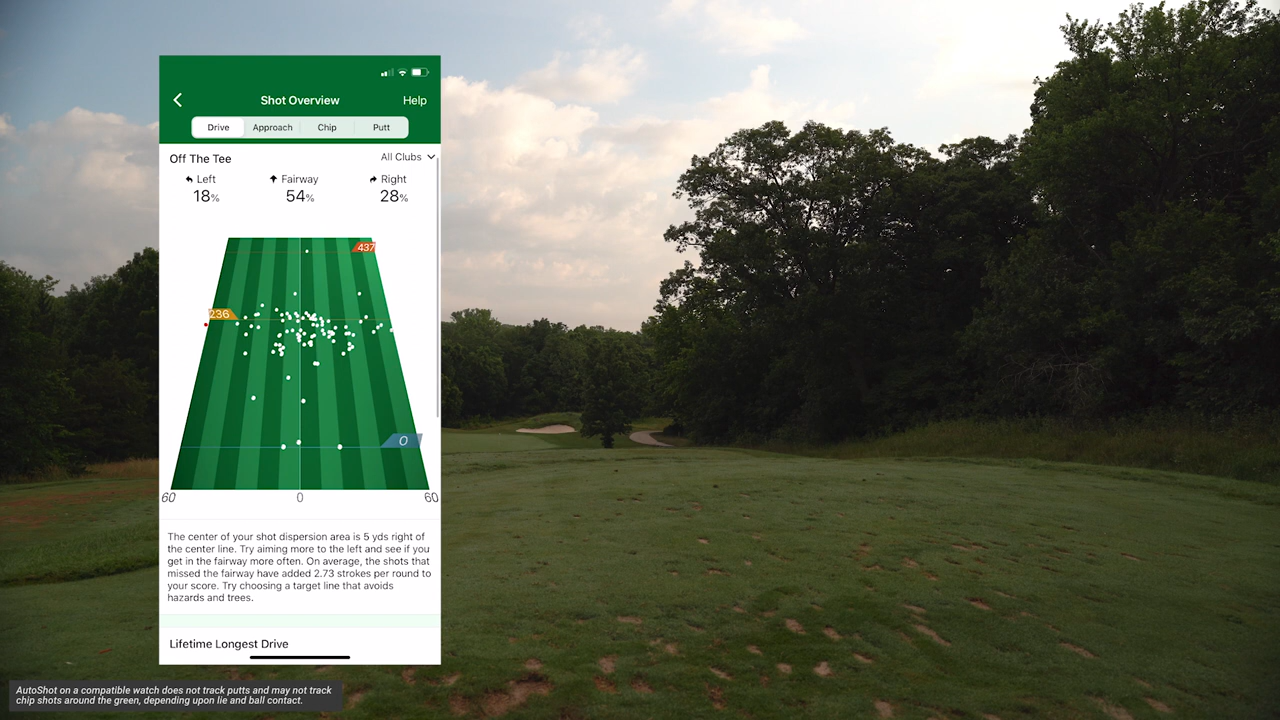 Shot Overview
Help
Drive
Approach
Chip
Putt
Off The Tee
All Clubs
Left
Fairway
Right
18%
54%
28%
437
236
0
60
0
60
The center of your shot dispersion area is 5 yds right of
the center line. Try aiming more to the left and see if you
get in the fairway more often. On average, the shots that
missed the fairway have added 2.73 strokes per round to
your score. Try choosing a target line that avoids
hazards and trees.
Lifetime Longest Drive
AutoShot on a compatible watch does not track putts and may not track
chip shots around the green, depending upon lie and ball contact.